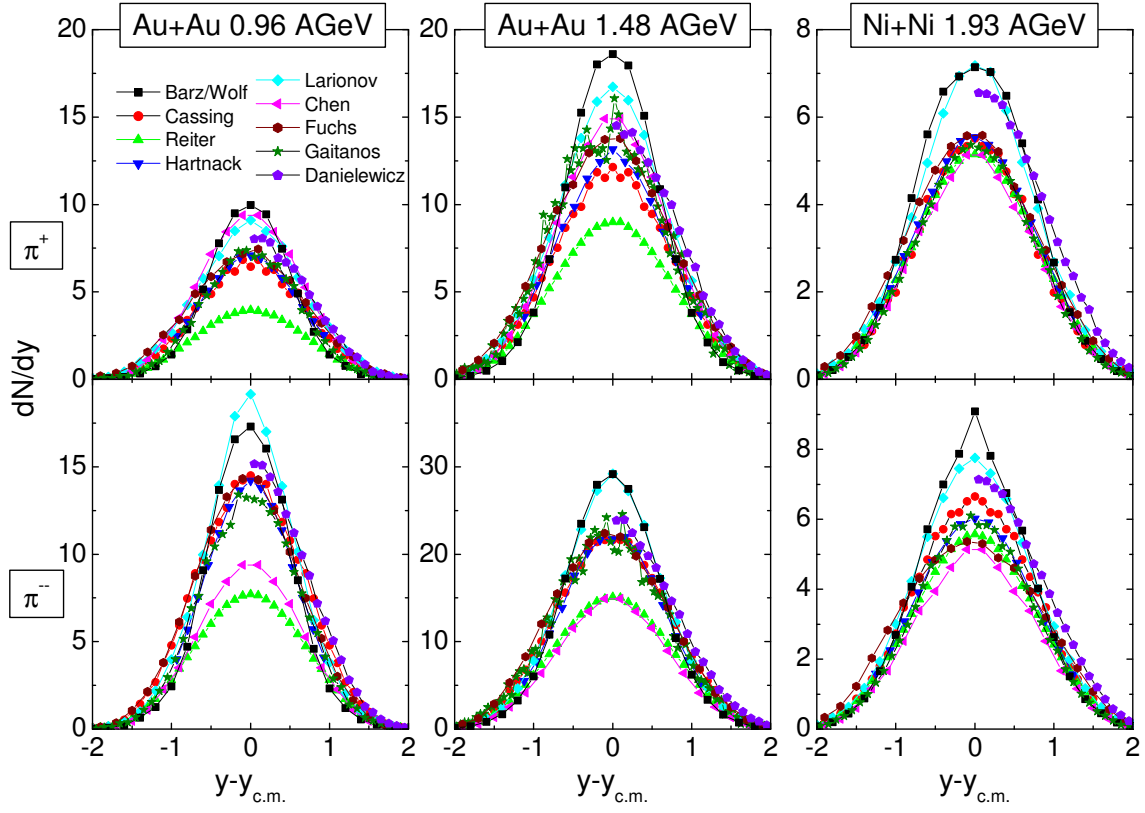 Au+Au 0.96 AGeV
Au+Au 1.48 AGeV
Ni+Ni 1.93 AGeV
20
15
10
5
0
Barz/Wolf
Cassing
Reiter
Hartnack
Larionov
Chen
Fuchs
Gaitanos
Danielewicz
20
15
10
5
0
8
6
4
2
0
π+
dN/dy
π--
15
10
5
0
30
20
10
0
8
6
4
2
0
-2 -1 0 1 2
-2 -1 0 1 2
-2 -1 0 1 2
y-yc.m.
y-yc.m.
y-yc.m.